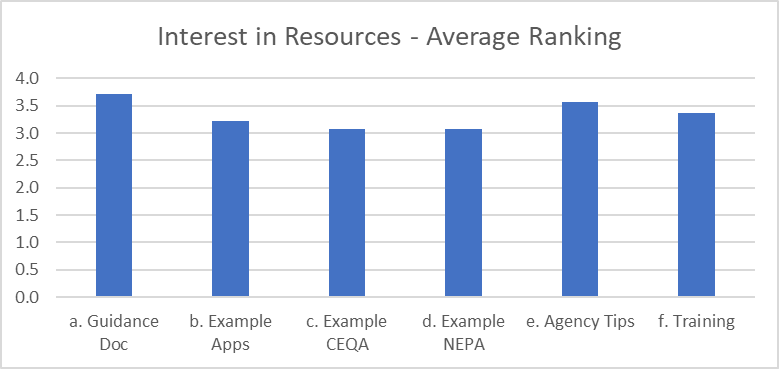 Interest in Resources - Average Ranking
4.0
3.5
3.0
2.5
2.0
1.5
1.0
0.5
0.0
a. Guidance
Doc
b. Example
Apps
c. Example
CEQA
d. Example
NEPA
e. Agency Tips
f. Training